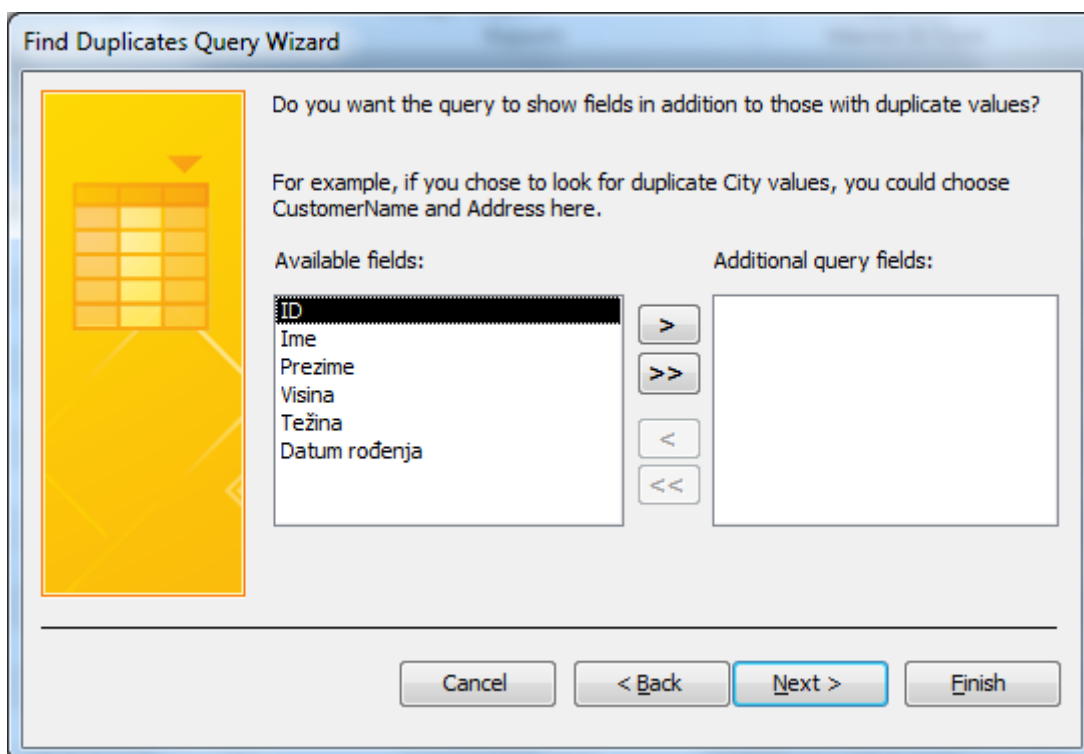 Find Duplicates Query Wizard
Do you want the query to show fields in addition to those with duplicate values?
For example, if you chose to look for duplicate City values, you could choose
CustomerName and Address here.
Available fields:
Additional query fields:
ID
Ime
Prezime
Visina
Težina
Datum rođenja
>
>>
<
<<
Cancel
< Back
Next >
Finish